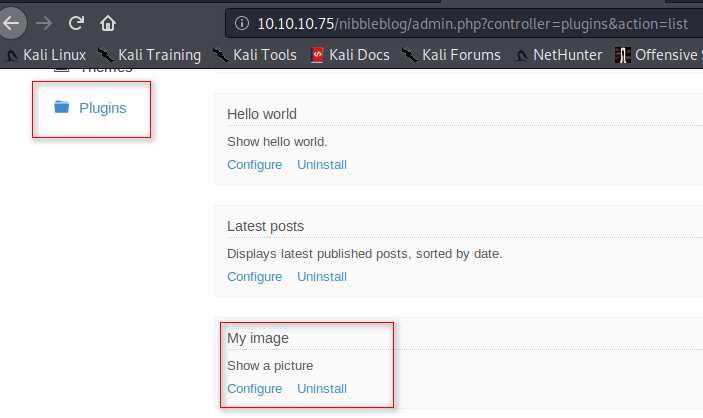 10.10.10.75/nibbleblog/admin.php?controller=plugins&action=list
Kali Linux Kali Training Kali Tools Kali Docs Kali Forums NetHunter Offensive S
Themes
Plugins
Hello world
Show hello world.
Configure Uninstall
Latest posts
Displays latest published posts, sorted by date.
Configure Uninstall
My image
Show a picture
Configure Uninstall